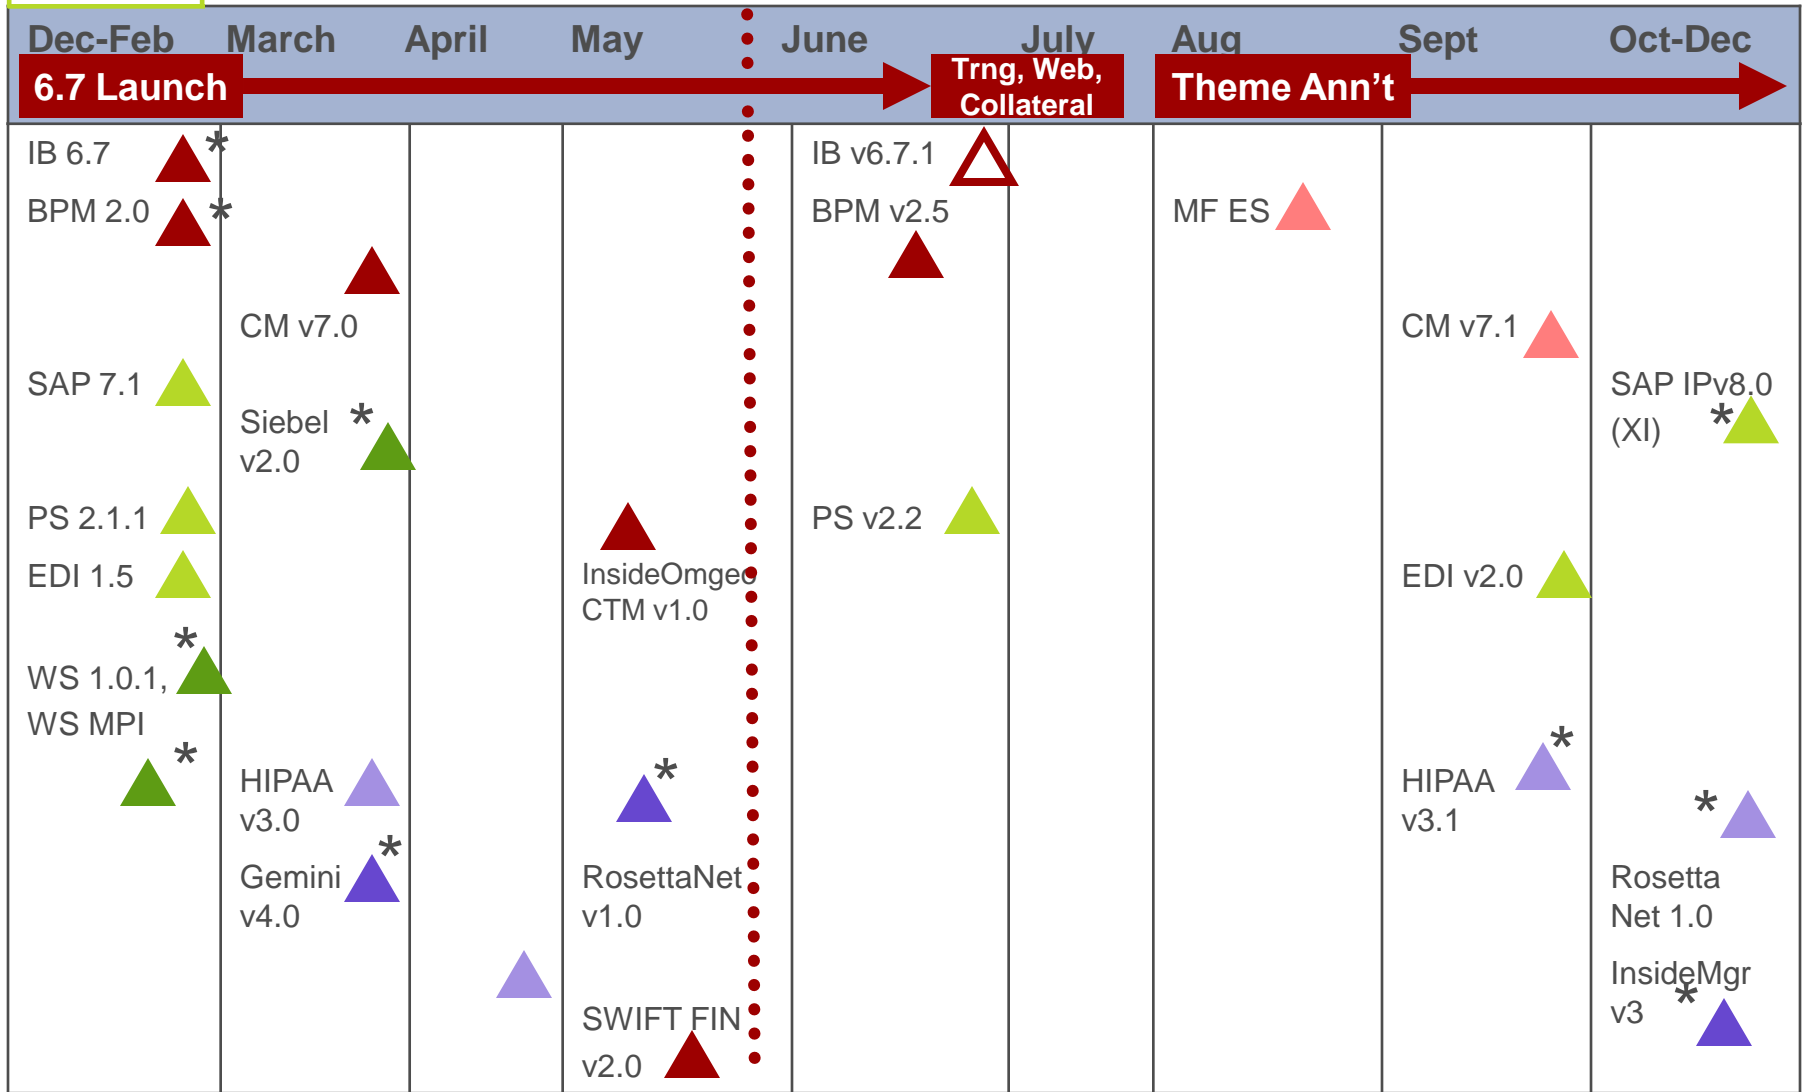 Dec-Feb March April May June July Aug Sept Oct-Dec
6.7 Launch
Trng, Web,
Collateral
Theme Ann't
IB 6.7 *
BPM 2.0 *
SAP 7.1
PS 2.1.1
EDI 1.5
*
WS 1.0.1,
WS MPI
*
CM v7.0
Siebel *
v2.0
HIPAA
v3.0
Gemini *
v4.0
InsideOmgeo
CTM v1.0
*
RosettaNet
v1.0
SWIFT FIN
v2.0
IB v6.7.1
BPM v2.5
PS v2.2
MF ES
CM v7.1
EDI v2.0
*
HIPAA
v3.1
SAP IPv8.0
(XI) *
*
Rosetta
Net 1.0
InsideMgr
v3 *